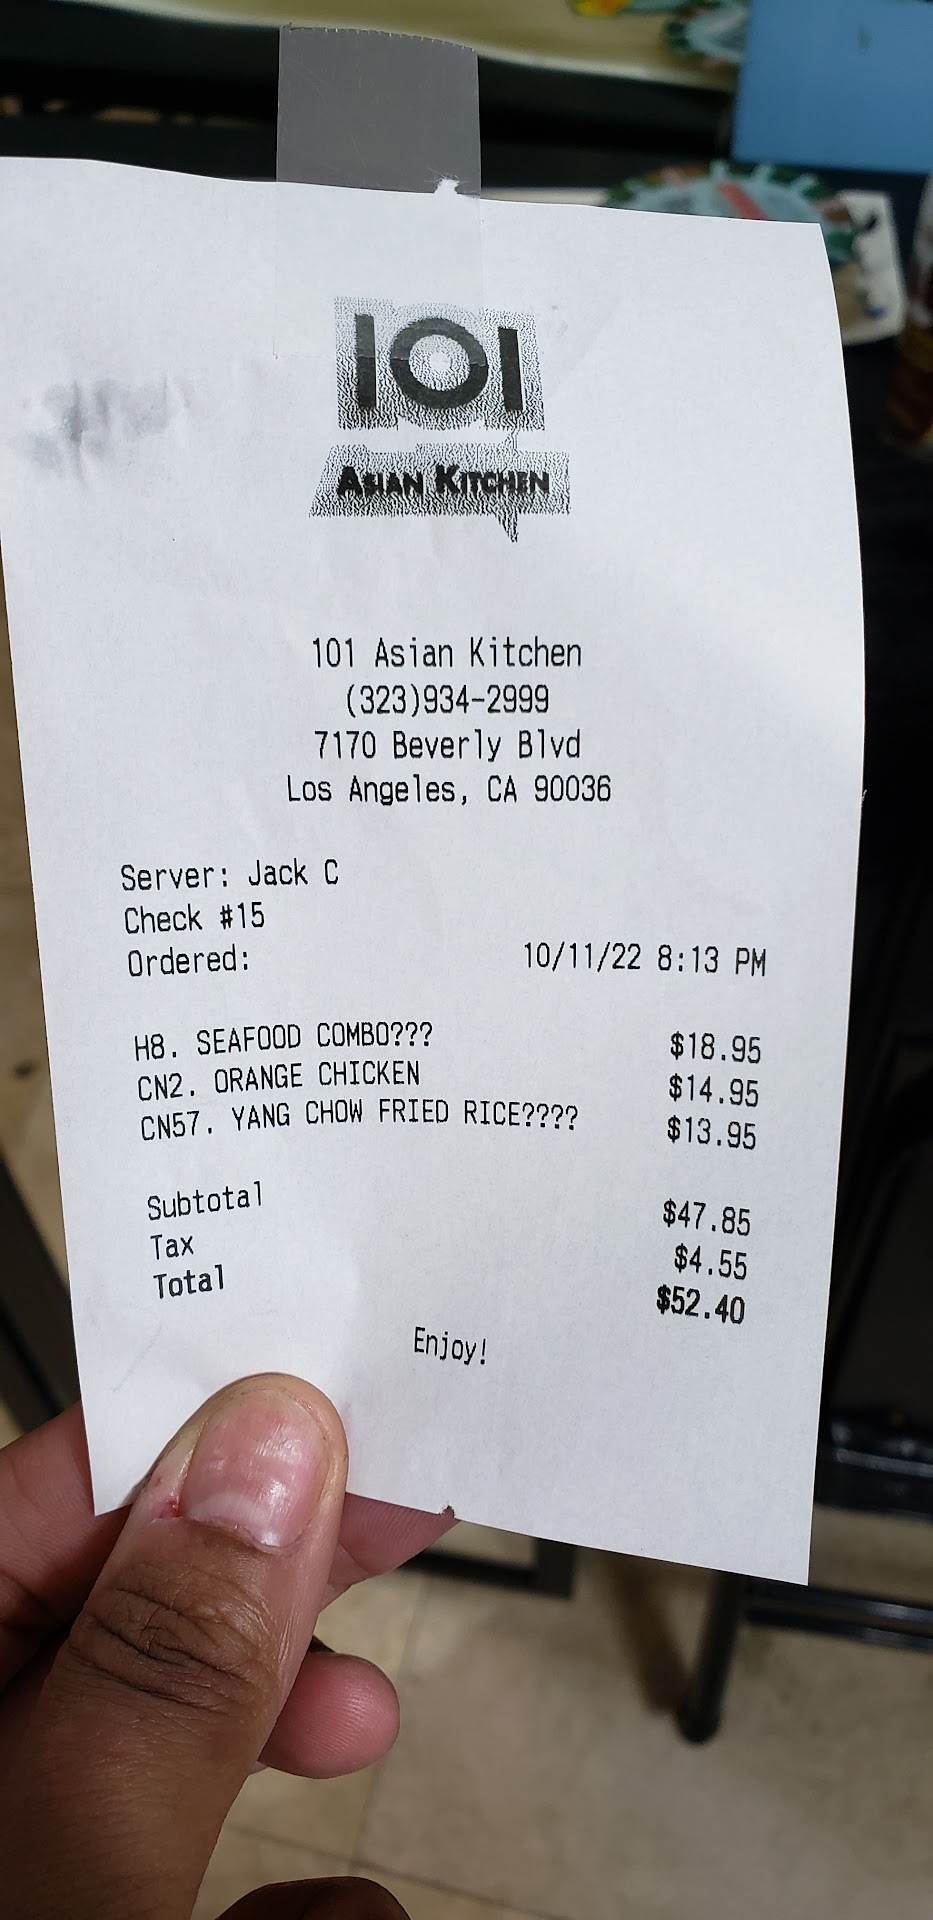 101
ASIAN KITCHEN
101 Asian Kitchen
(323)934-2999
7170 Beverly Blvd
Los Angeles, CA 90036
Server: Jack C
Check #15
Ordered: 10/11/22 8:13 PM
H8. SEAFOOD COMBO??? $18.95
CN2. ORANGE CHICKEN $14.95
CN57. YANG CHOW FRIED RICE???? $13.95
Subtotal $47.85
Tax $4.55
Total $52.40
Enjoy!